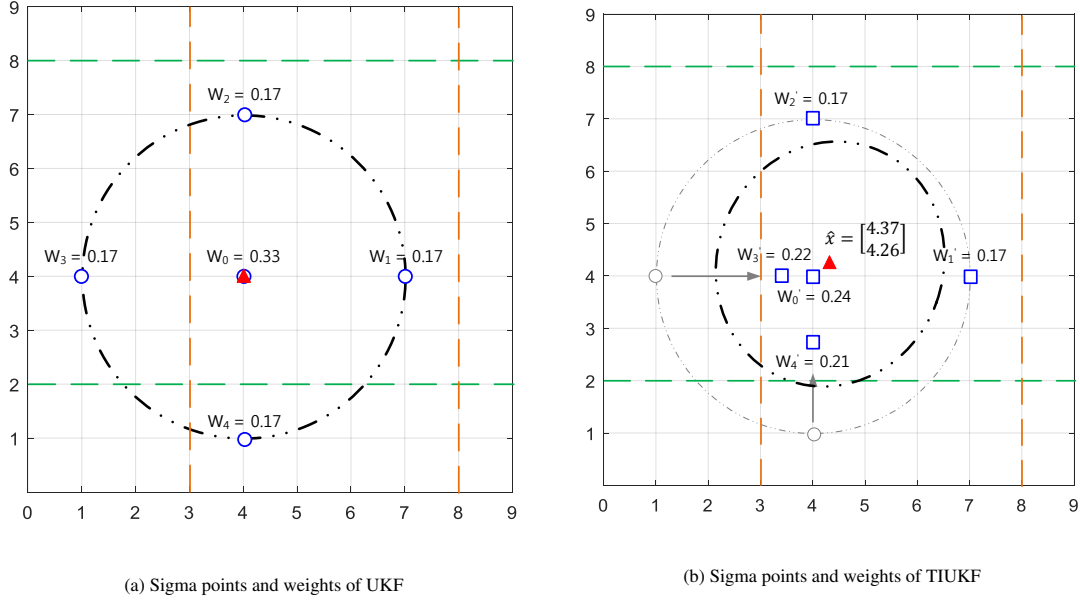 9
8
7
6
5
4
3
2
1
0 1 2 3 4 5 6 7 8 9
W2 = 0.17
W3 = 0.17
W0 = 0.33
W1 = 0.17
W4 = 0.17
(a) Sigma points and weights of UKF
9
8
7
6
5
4
3
2
1
0 1 2 3 4 5 6 7 8 9
W2' = 0.17
x̂ = [4.37
4.26]
W3' = 0.22
W1' = 0.17
W0' = 0.24
W4' = 0.21
(b) Sigma points and weights of TIUKF